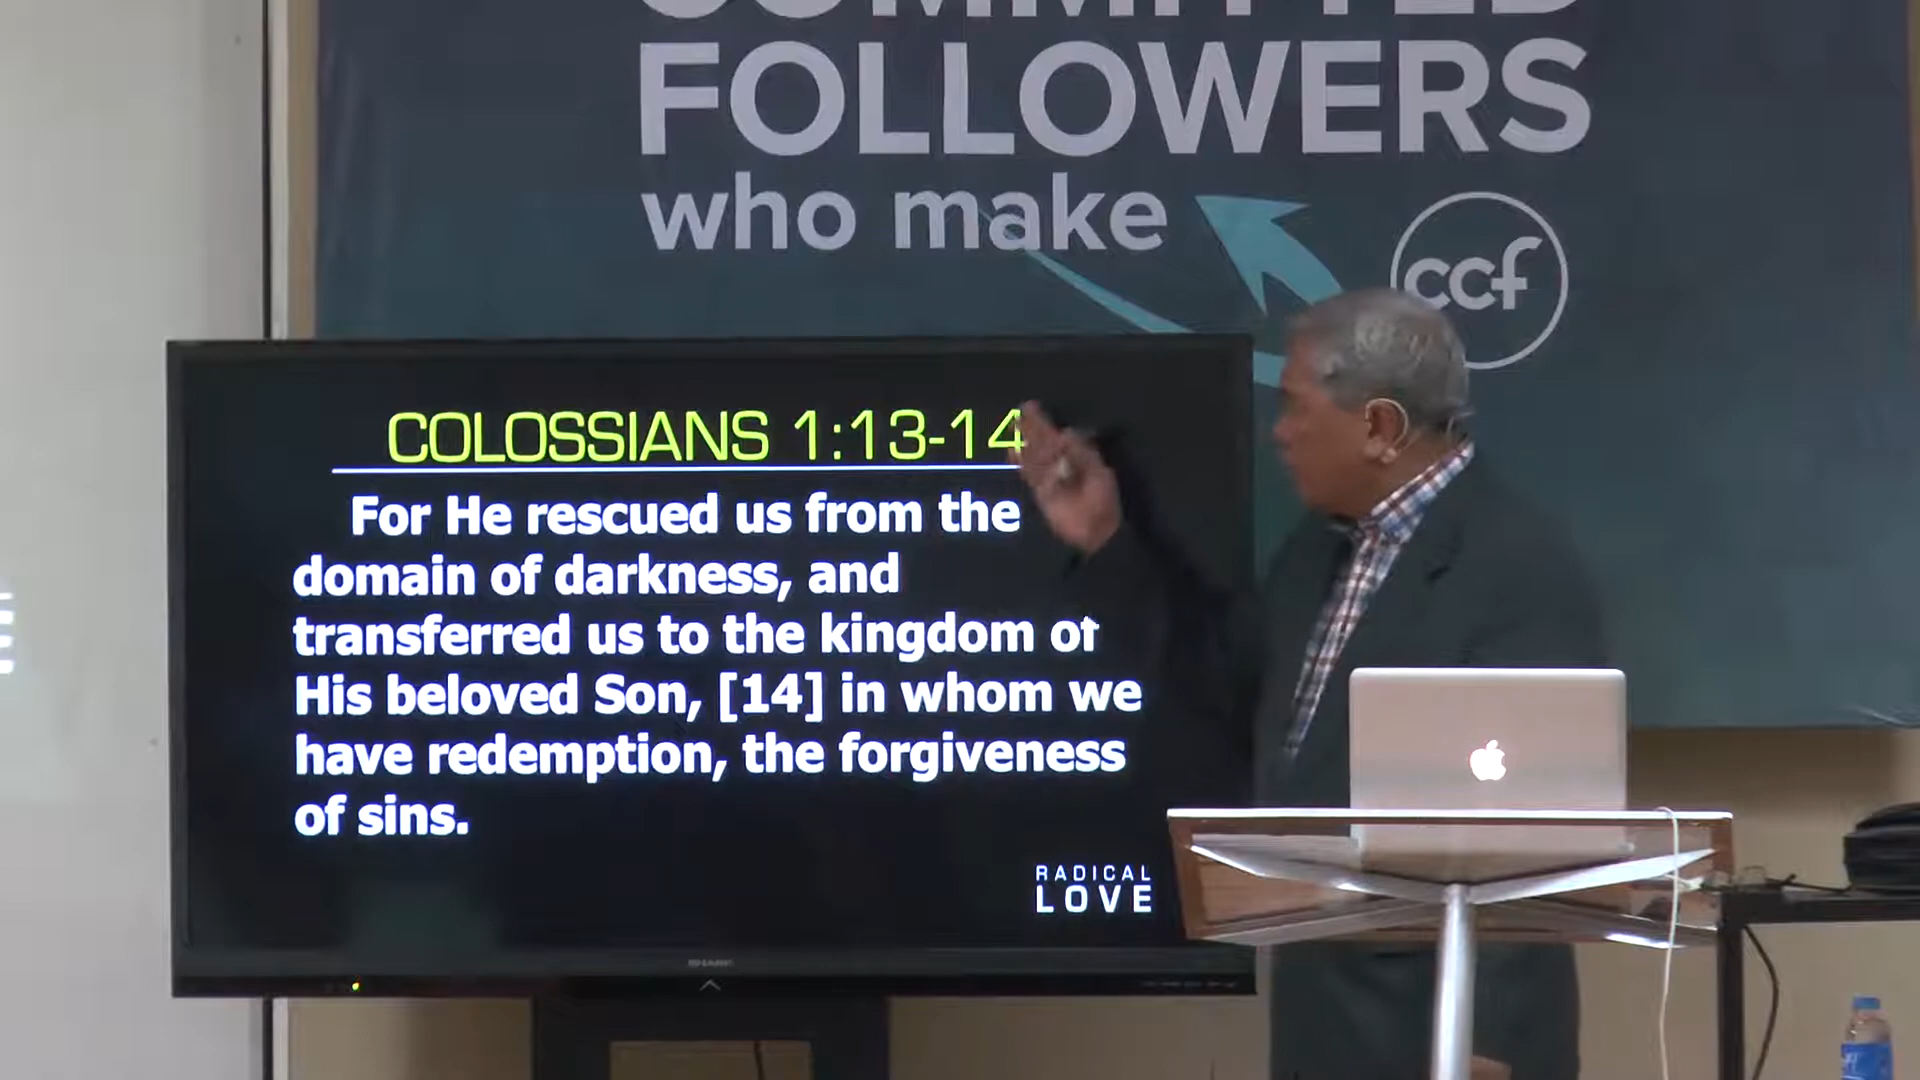 COMMITTED
FOLLOWERS
who make
ccf
COLOSSIANS 1:13-14
For He rescued us from the
domain of darkness, and
transferred us to the kingdom of
His beloved Son, [14] in whom we
have redemption, the forgiveness
of sins.
RADICAL
LOVE
SHARP